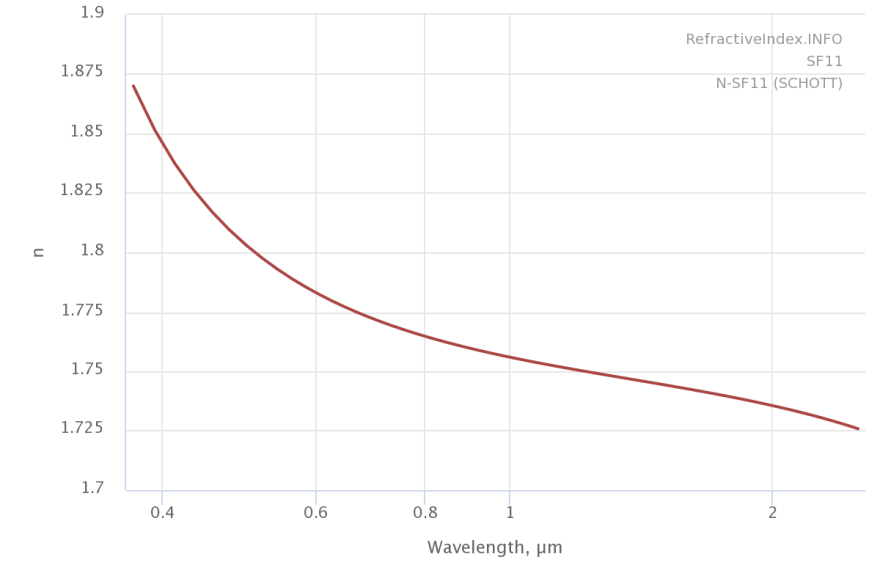 1.9
RefractiveIndex.INFO
SF11
1.875
N-SF11 (SCHOTT)
1.85
1.825
1.8
n
1.775
1.75
1.725
1.7
0.4 0.6 0.8 1 2
Wavelength, µm